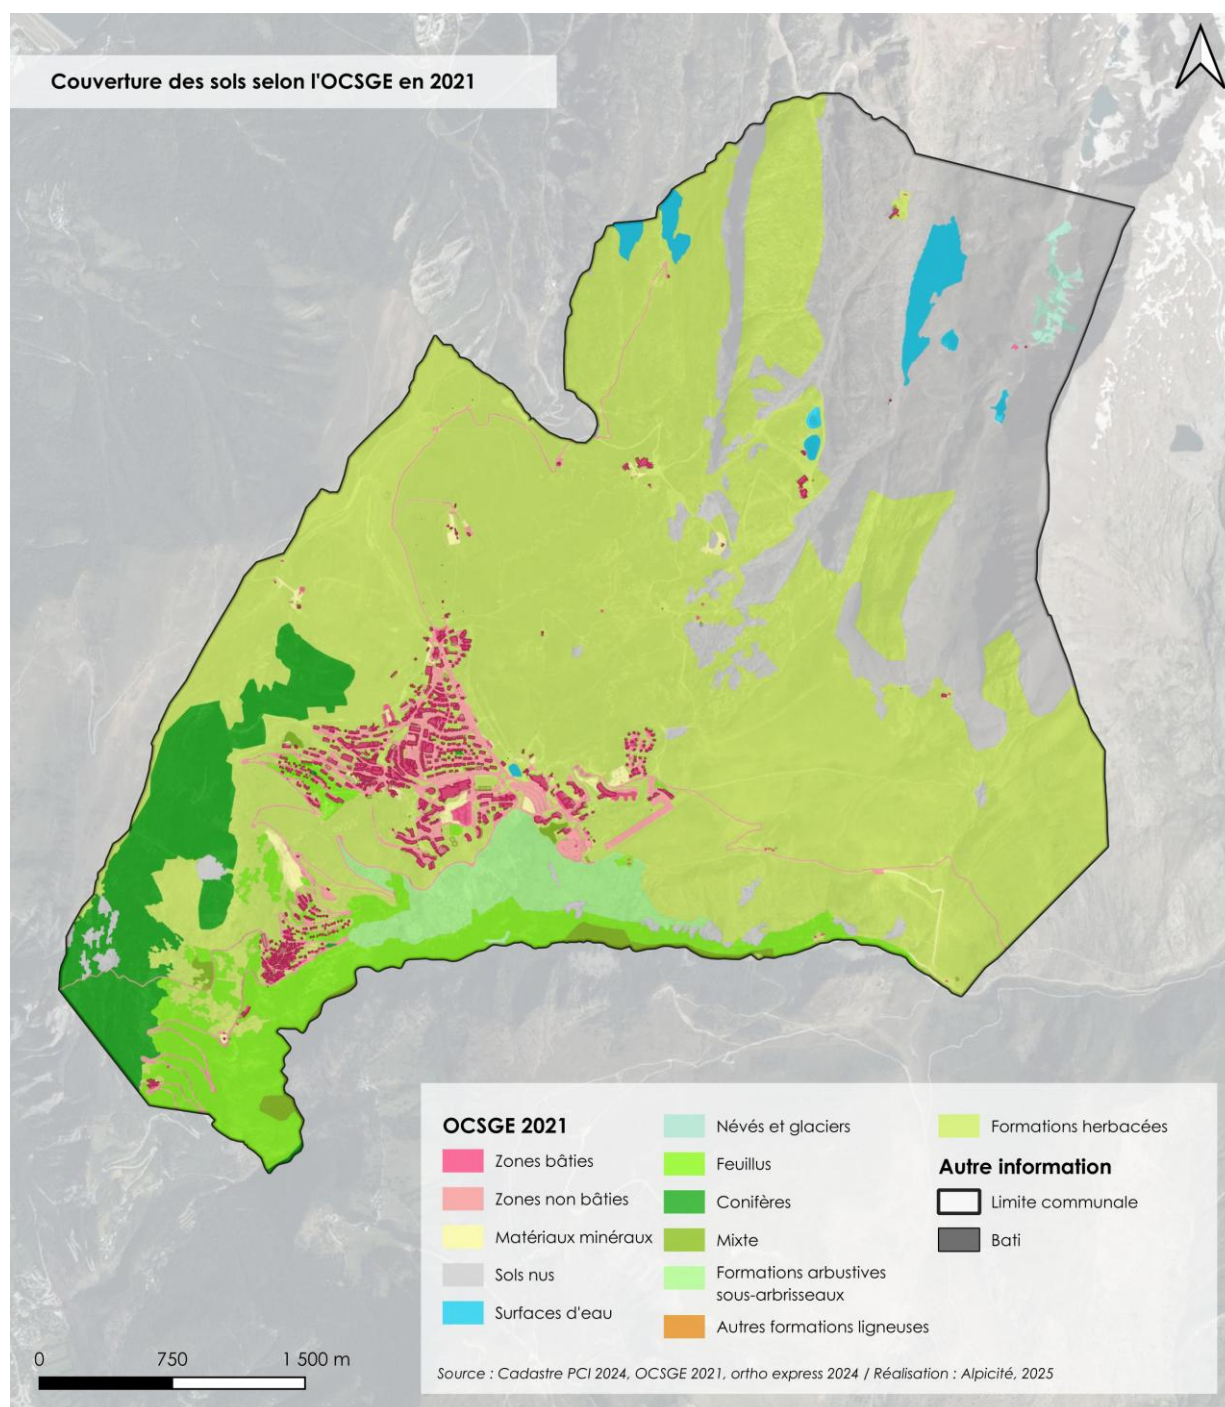 Couverture des sols selon l'OCSGE en 2021
OCSGE 2021
Zones bâties
Zones non bâties
Matériaux minéraux
Sols nus
Surfaces d'eau
Névés et glaciers
Feuillus
Conifères
Mixte
Formations arbustives
sous-arbrisseaux
Autres formations ligneuses
Formations herbacées
Autre information
Limite communale
Bati
0 750 1 500 m
Source : Cadastre PCI 2024, OCSGE 2021, ortho express 2024 / Réalisation : Alpicité, 2025